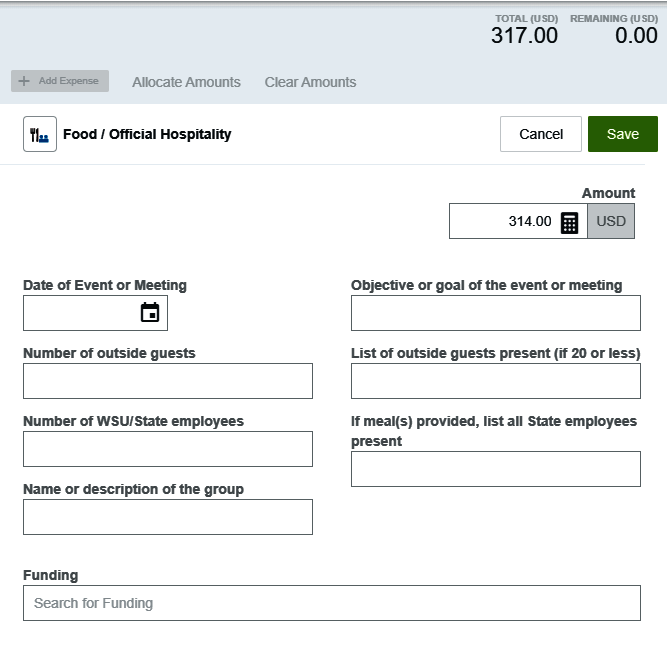 TOTAL (USD) REMAINING (USD)
317.00 0.00
+ Add Expense Allocate Amounts Clear Amounts
Food / Official Hospitality Cancel Save
Amount
314.00 USD
Date of Event or Meeting Objective or goal of the event or meeting
Number of outside guests List of outside guests present (if 20 or less)
Number of WSU/State employees If meal(s) provided, list all State employees
present
Name or description of the group
Funding
Search for Funding